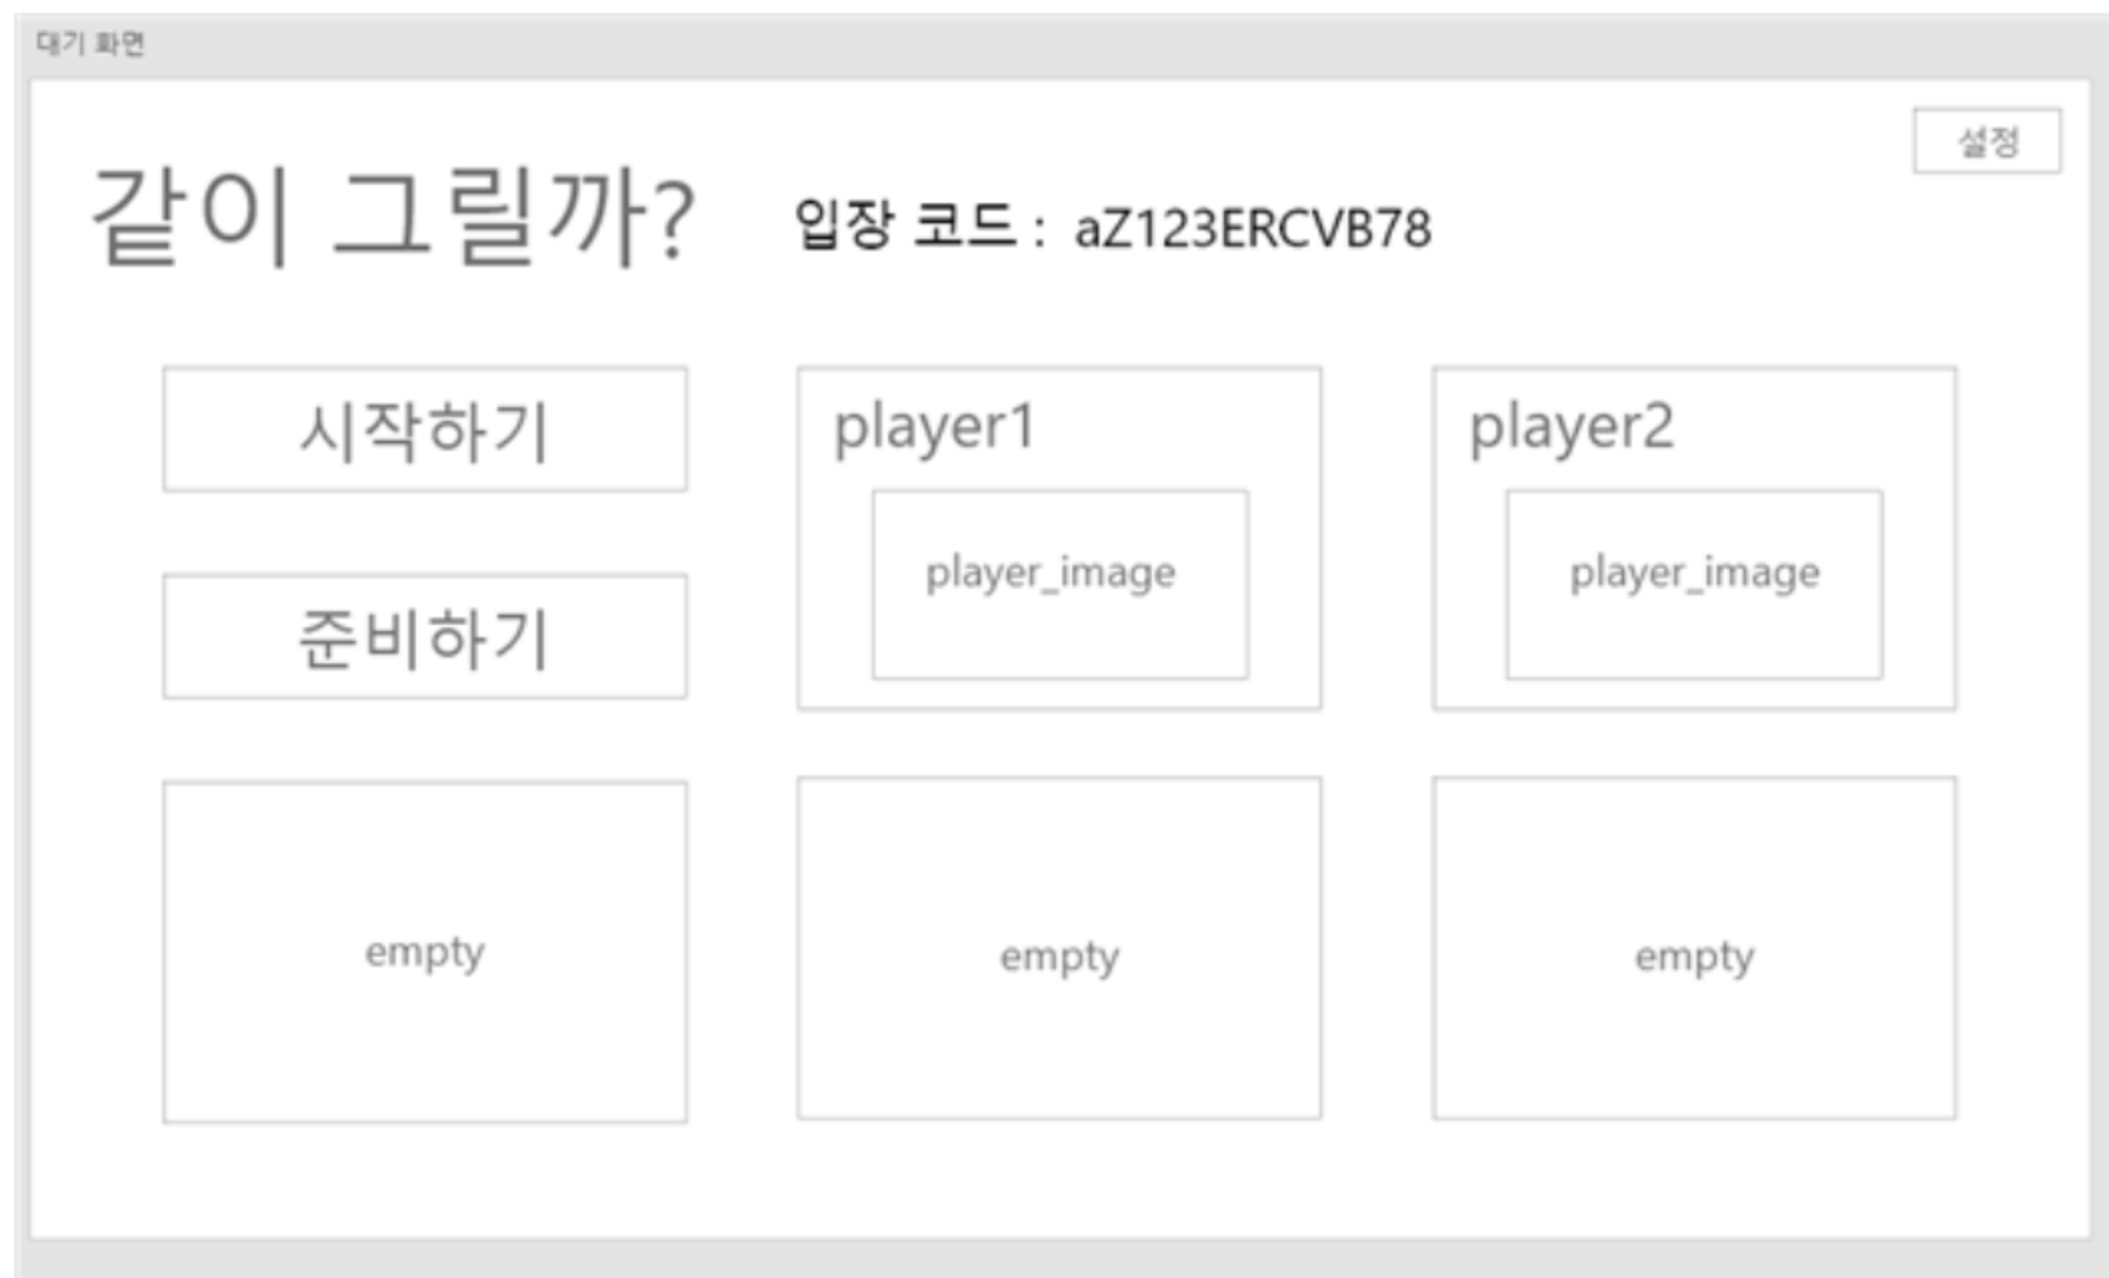 대기 화면
설정
같이 그릴까?
입장 코드 : aZ123ERCVB78
시작하기
player1
player2
player_image
player_image
준비하기
empty
empty
empty